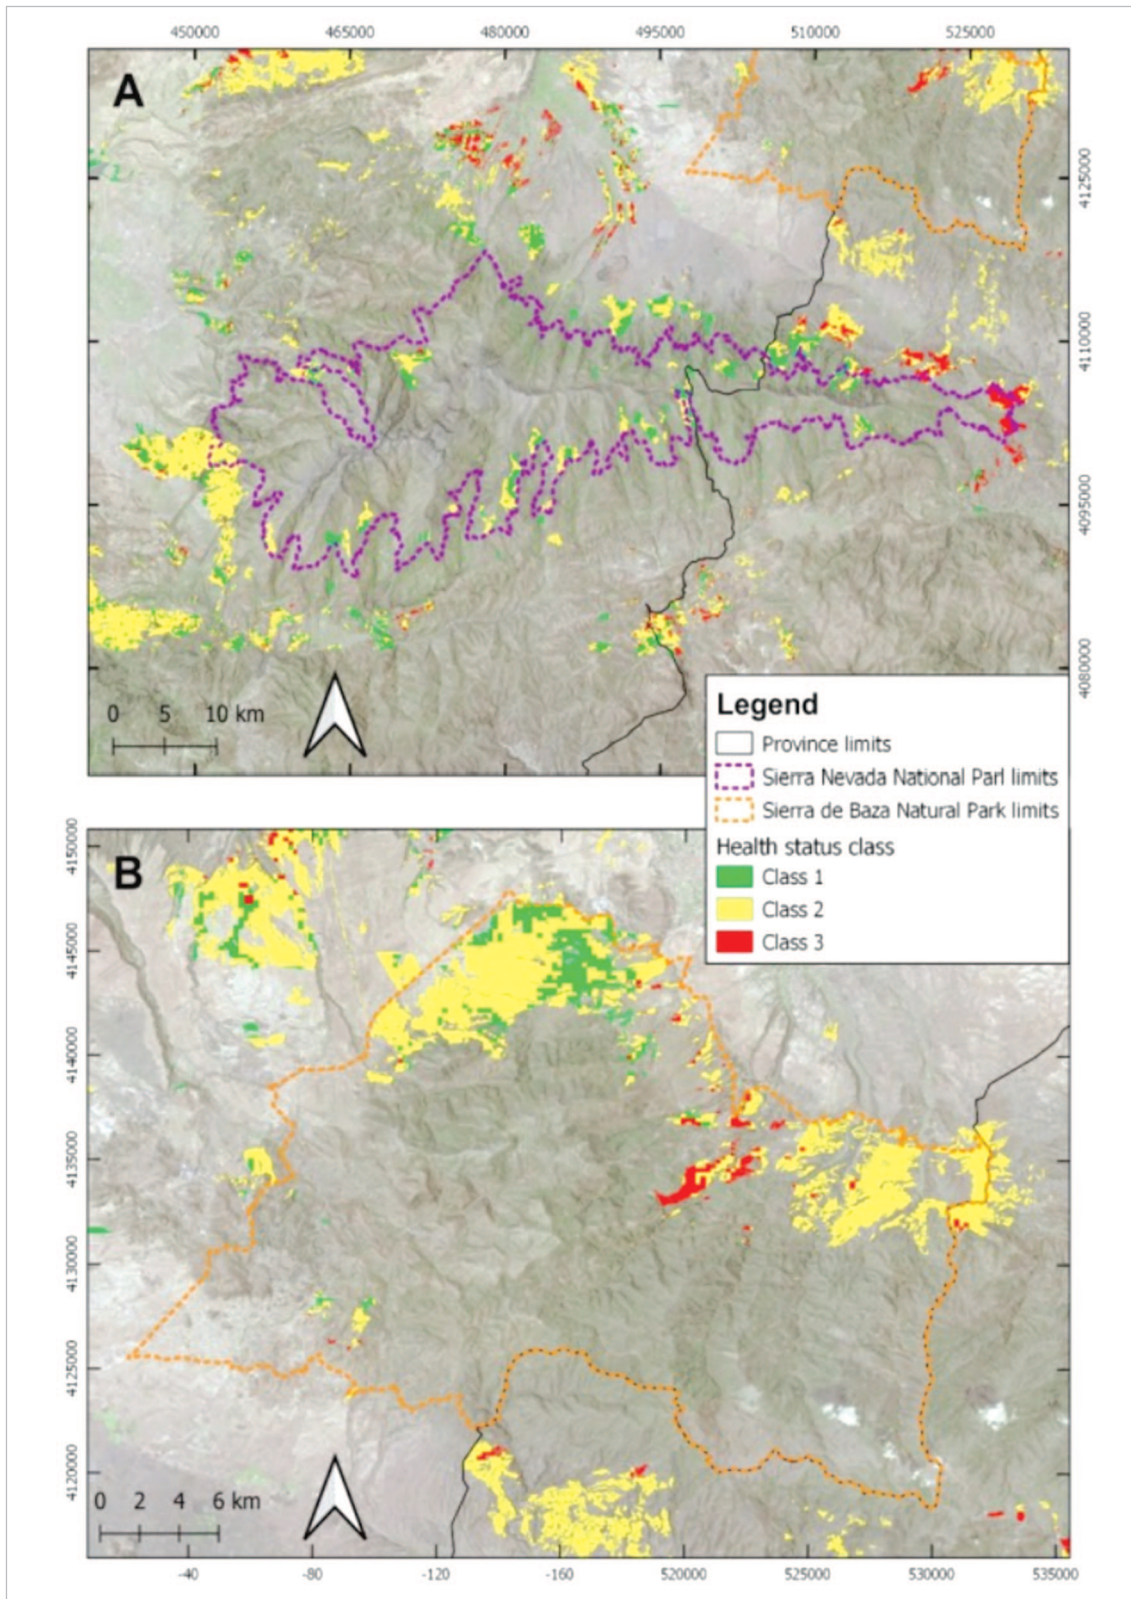 450000 465000 480000 495000 510000 525000
A
4125000
4110000
4095000
4080000
0 5 10 km
Legend
Province limits
Sierra Nevada National Parl limits
Sierra de Baza Natural Park limits
Health status class
Class 1
Class 2
Class 3
B
4150000
4145000
4140000
4135000
4130000
4125000
4120000
0 2 4 6 km
-40 -80 -120 -160 520000 525000 530000 535000